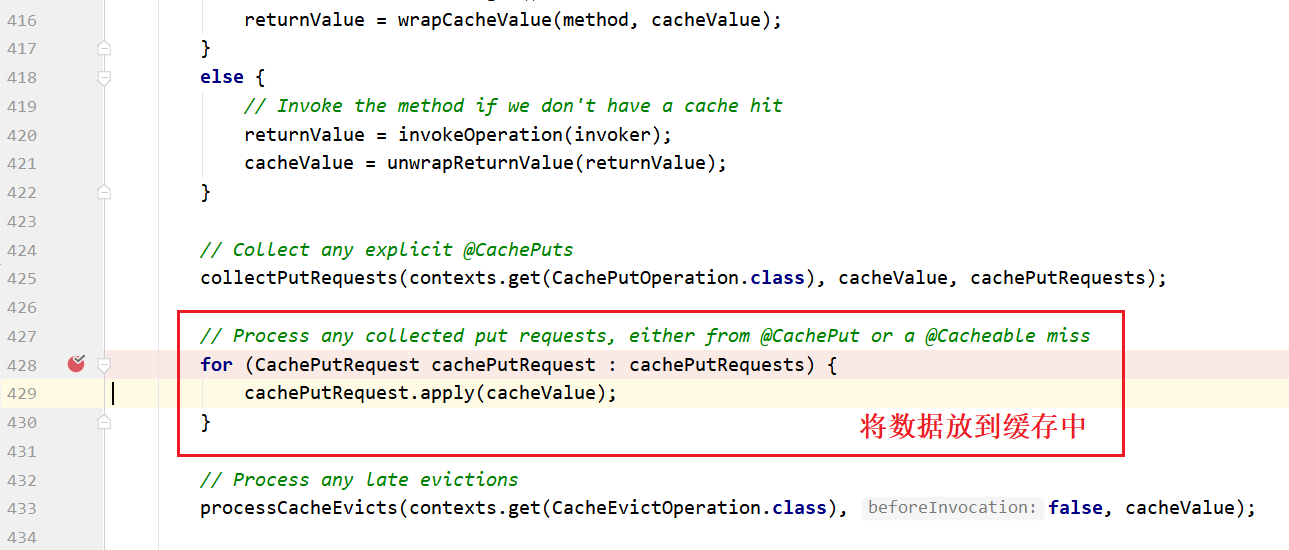 416 returnValue = wrapCacheValue(method, cacheValue);
417 }
418 else {
419 // Invoke the method if we don't have a cache hit
420 returnValue = invokeOperation(invoker);
421 cacheValue = unwrapReturnValue(returnValue);
422 }
423
424 // Collect any explicit @CachePuts
425 collectPutRequests(contexts.get(CachePutOperation.class), cacheValue, cachePutRequests);
426
427 // Process any collected put requests, either from @CachePut or a @Cacheable miss
428 for (CachePutRequest cachePutRequest : cachePutRequests) {
429 cachePutRequest.apply(cacheValue);
430 }
将数据放到缓存中
431
432 // Process any late evictions
433 processCacheEvicts(contexts.get(CacheEvictOperation.class), beforeInvocation: false, cacheValue);
434